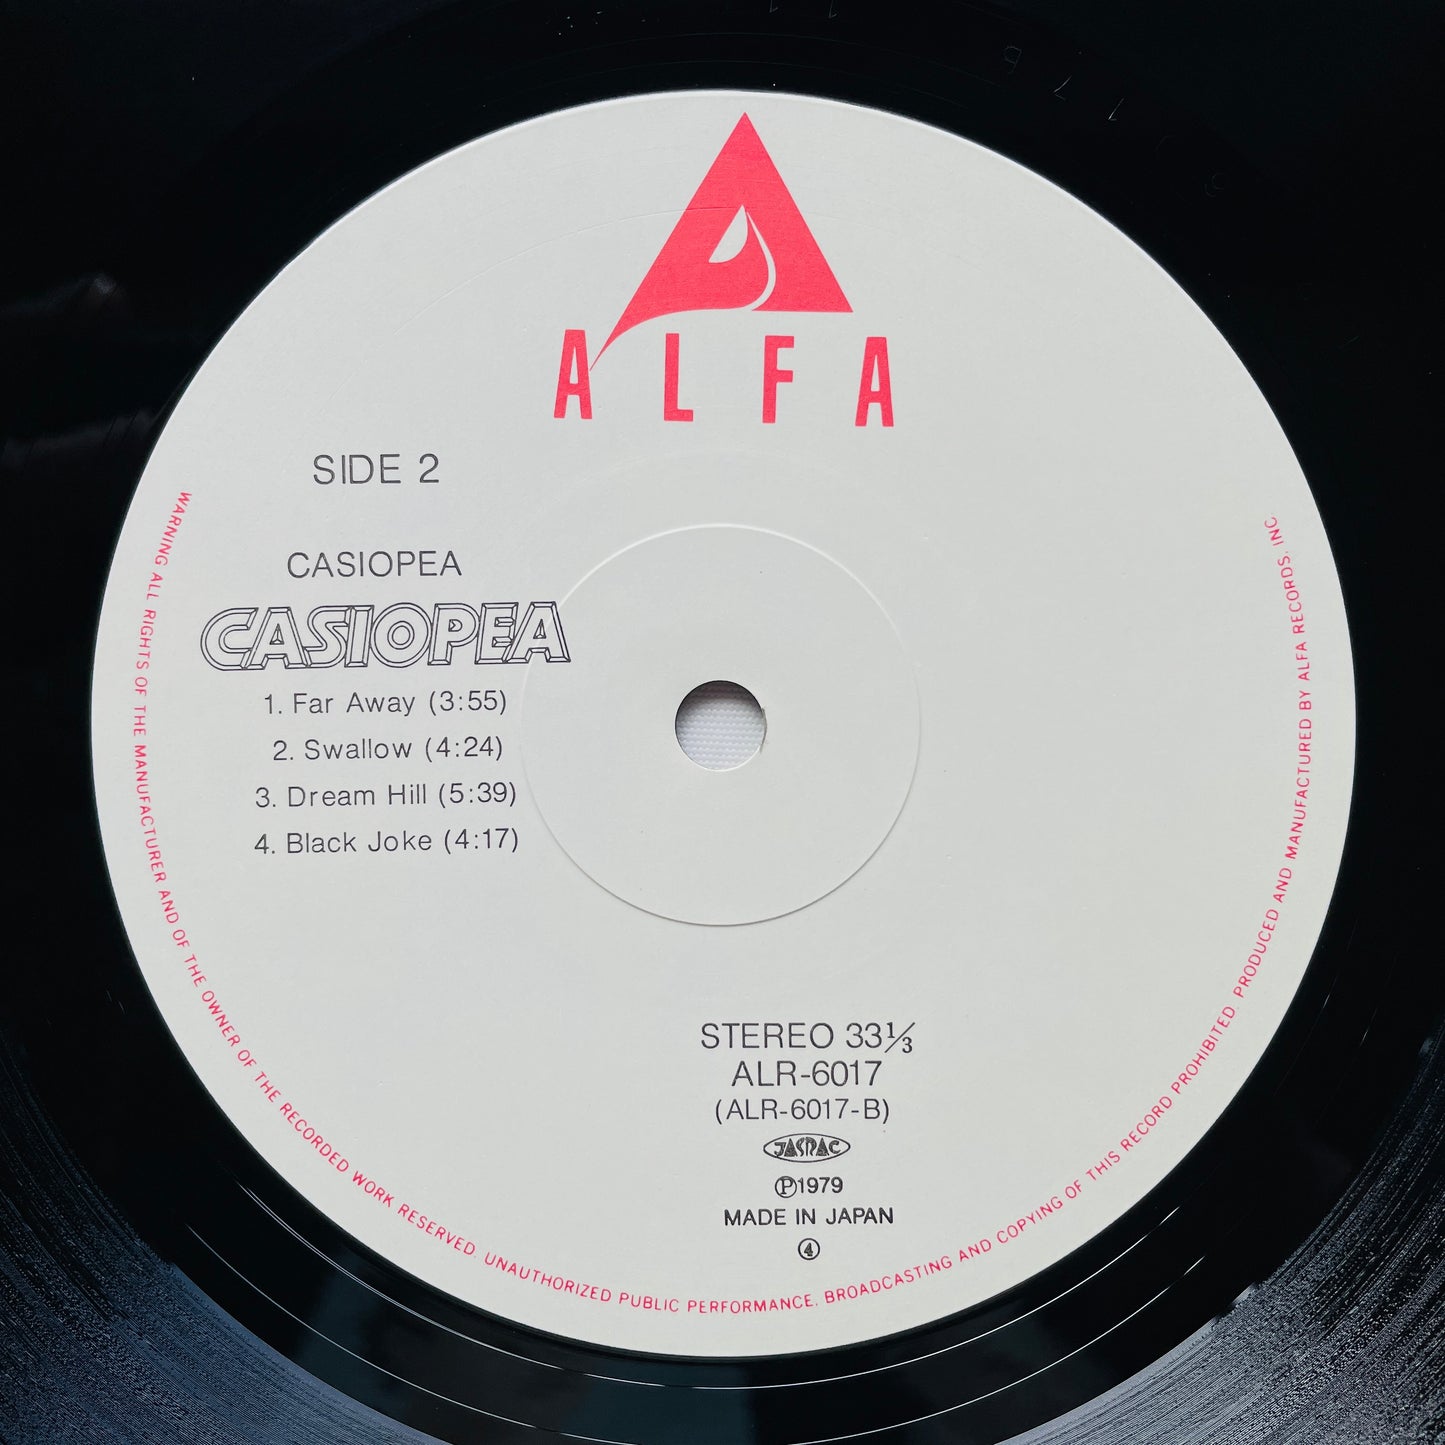 ALFA
SIDE 2
CASIOPEA
CASIOPEA
1. Far Away (3:55)
2. Swallow (4:24)
3. Dream Hill (5:39)
4. Black Joke (4:17)
STEREO 33⅓
ALR-6017
(ALR-6017-B)
JASRAC
Ⓟ1979
MADE IN JAPAN
④
WARNING ALL RIGHTS OF THE MANUFACTURER AND OF THE OWNER OF THE RECORDED WORK RESERVED. UNAUTHORIZED PUBLIC PERFORMANCE. BROADCASTING AND COPYING OF THIS RECORD PROHIBITED. PRODUCED AND MANUFACTURED BY ALFA RECORDS, INC.